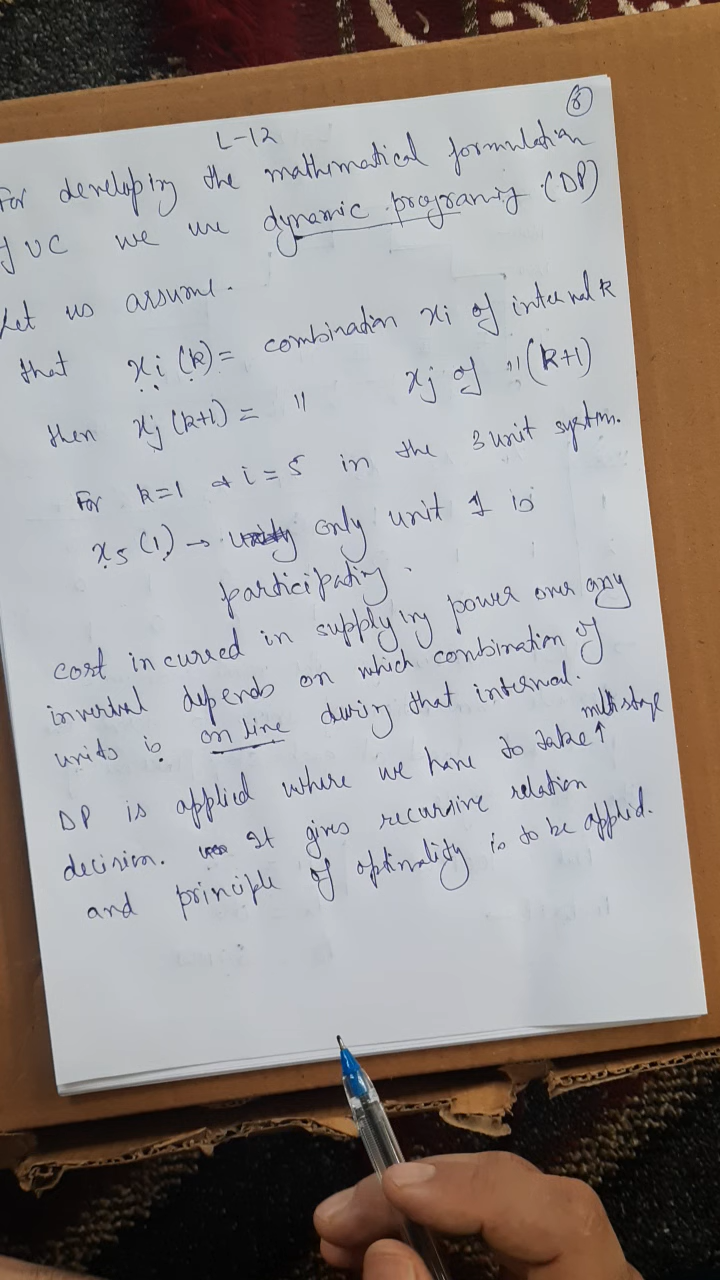 8
L-12
For developing the mathematical formulation
of UC we use dynamic programig (DP)
Let us assume.
that xi (k) = combination xi of interval k
then xj (k+1) = " xj of " (k+1)
For k=1 & i=5 in the 3 unit system.
x5 (1) → only unit 1 is
participating.
cost incurred in supplying power over any
interval depends on which combination of
units is on line during that interval.
multistage
DP is applied where we have to take ↑
decision. It gives recursive relation
and principle of optimality is to be applied.